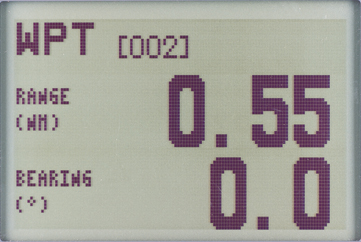 WPT [002]
RANGE
(NM)
0.55
BEARING
(°)
0.0